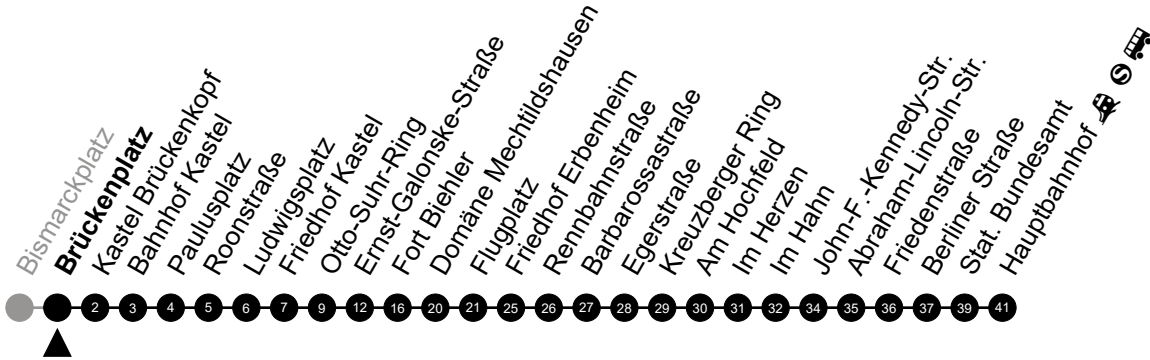 Bismarckplatz
Brückenplatz
Kastel Brückenkopf
Bahnhof Kastel
Paulusplatz
Roonstraße
Ludwigsplatz
Friedhof Kastel
Otto-Suhr-Ring
Ernst-Galonske-Straße
Fort Biehler
Domäne Mechtildshausen
Flugplatz
Friedhof Erbenheim
Rennbahnstraße
Barbarossastraße
Egerstraße
Kreuzberger Ring
Am Hochfeld
Im Herzen
Im Hahn
John-F.-Kennedy-Str.
Abraham-Lincoln-Str.
Friedenstraße
Berliner Straße
Stat. Bundesamt
Hauptbahnhof S
2 3 4 5 6 7 9 12 16 20 21 25 26 27 28 29 30 31 32 34 35 36 37 39 41